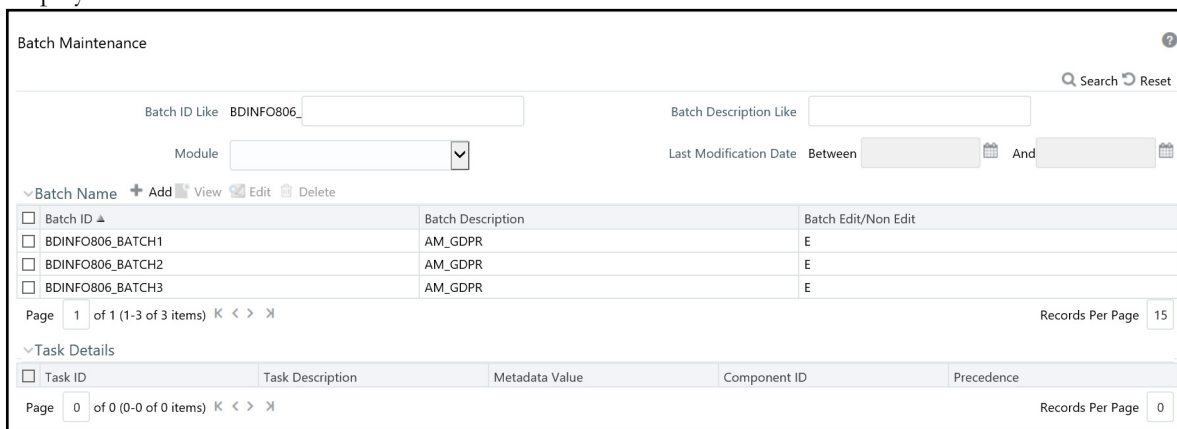 Batch Maintenance
Search Reset
Batch ID Like BDINFO806_ Batch Description Like
Module Last Modification Date Between And
Batch Name Add View Edit Delete
Batch ID Batch Description Batch Edit/Non Edit
BDINFO806_BATCH1 AM_GDPR E
BDINFO806_BATCH2 AM_GDPR E
BDINFO806_BATCH3 AM_GDPR E
Page 1 of 1 (1-3 of 3 items) Records Per Page 15
Task Details
Task ID Task Description Metadata Value Component ID Precedence
Page 0 of 0 (0-0 of 0 items) Records Per Page 0